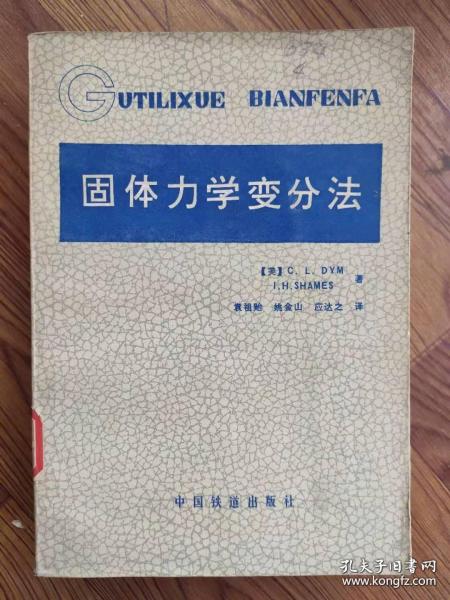 GUTILIXUE BIANFENFA
固体力学变分法
【美】C. L. DYM
I.H.SHAMES 著
袁祖贻 姚金山 应达之 译
中国铁道出版社
孔夫子旧书网
www.kongfz.com